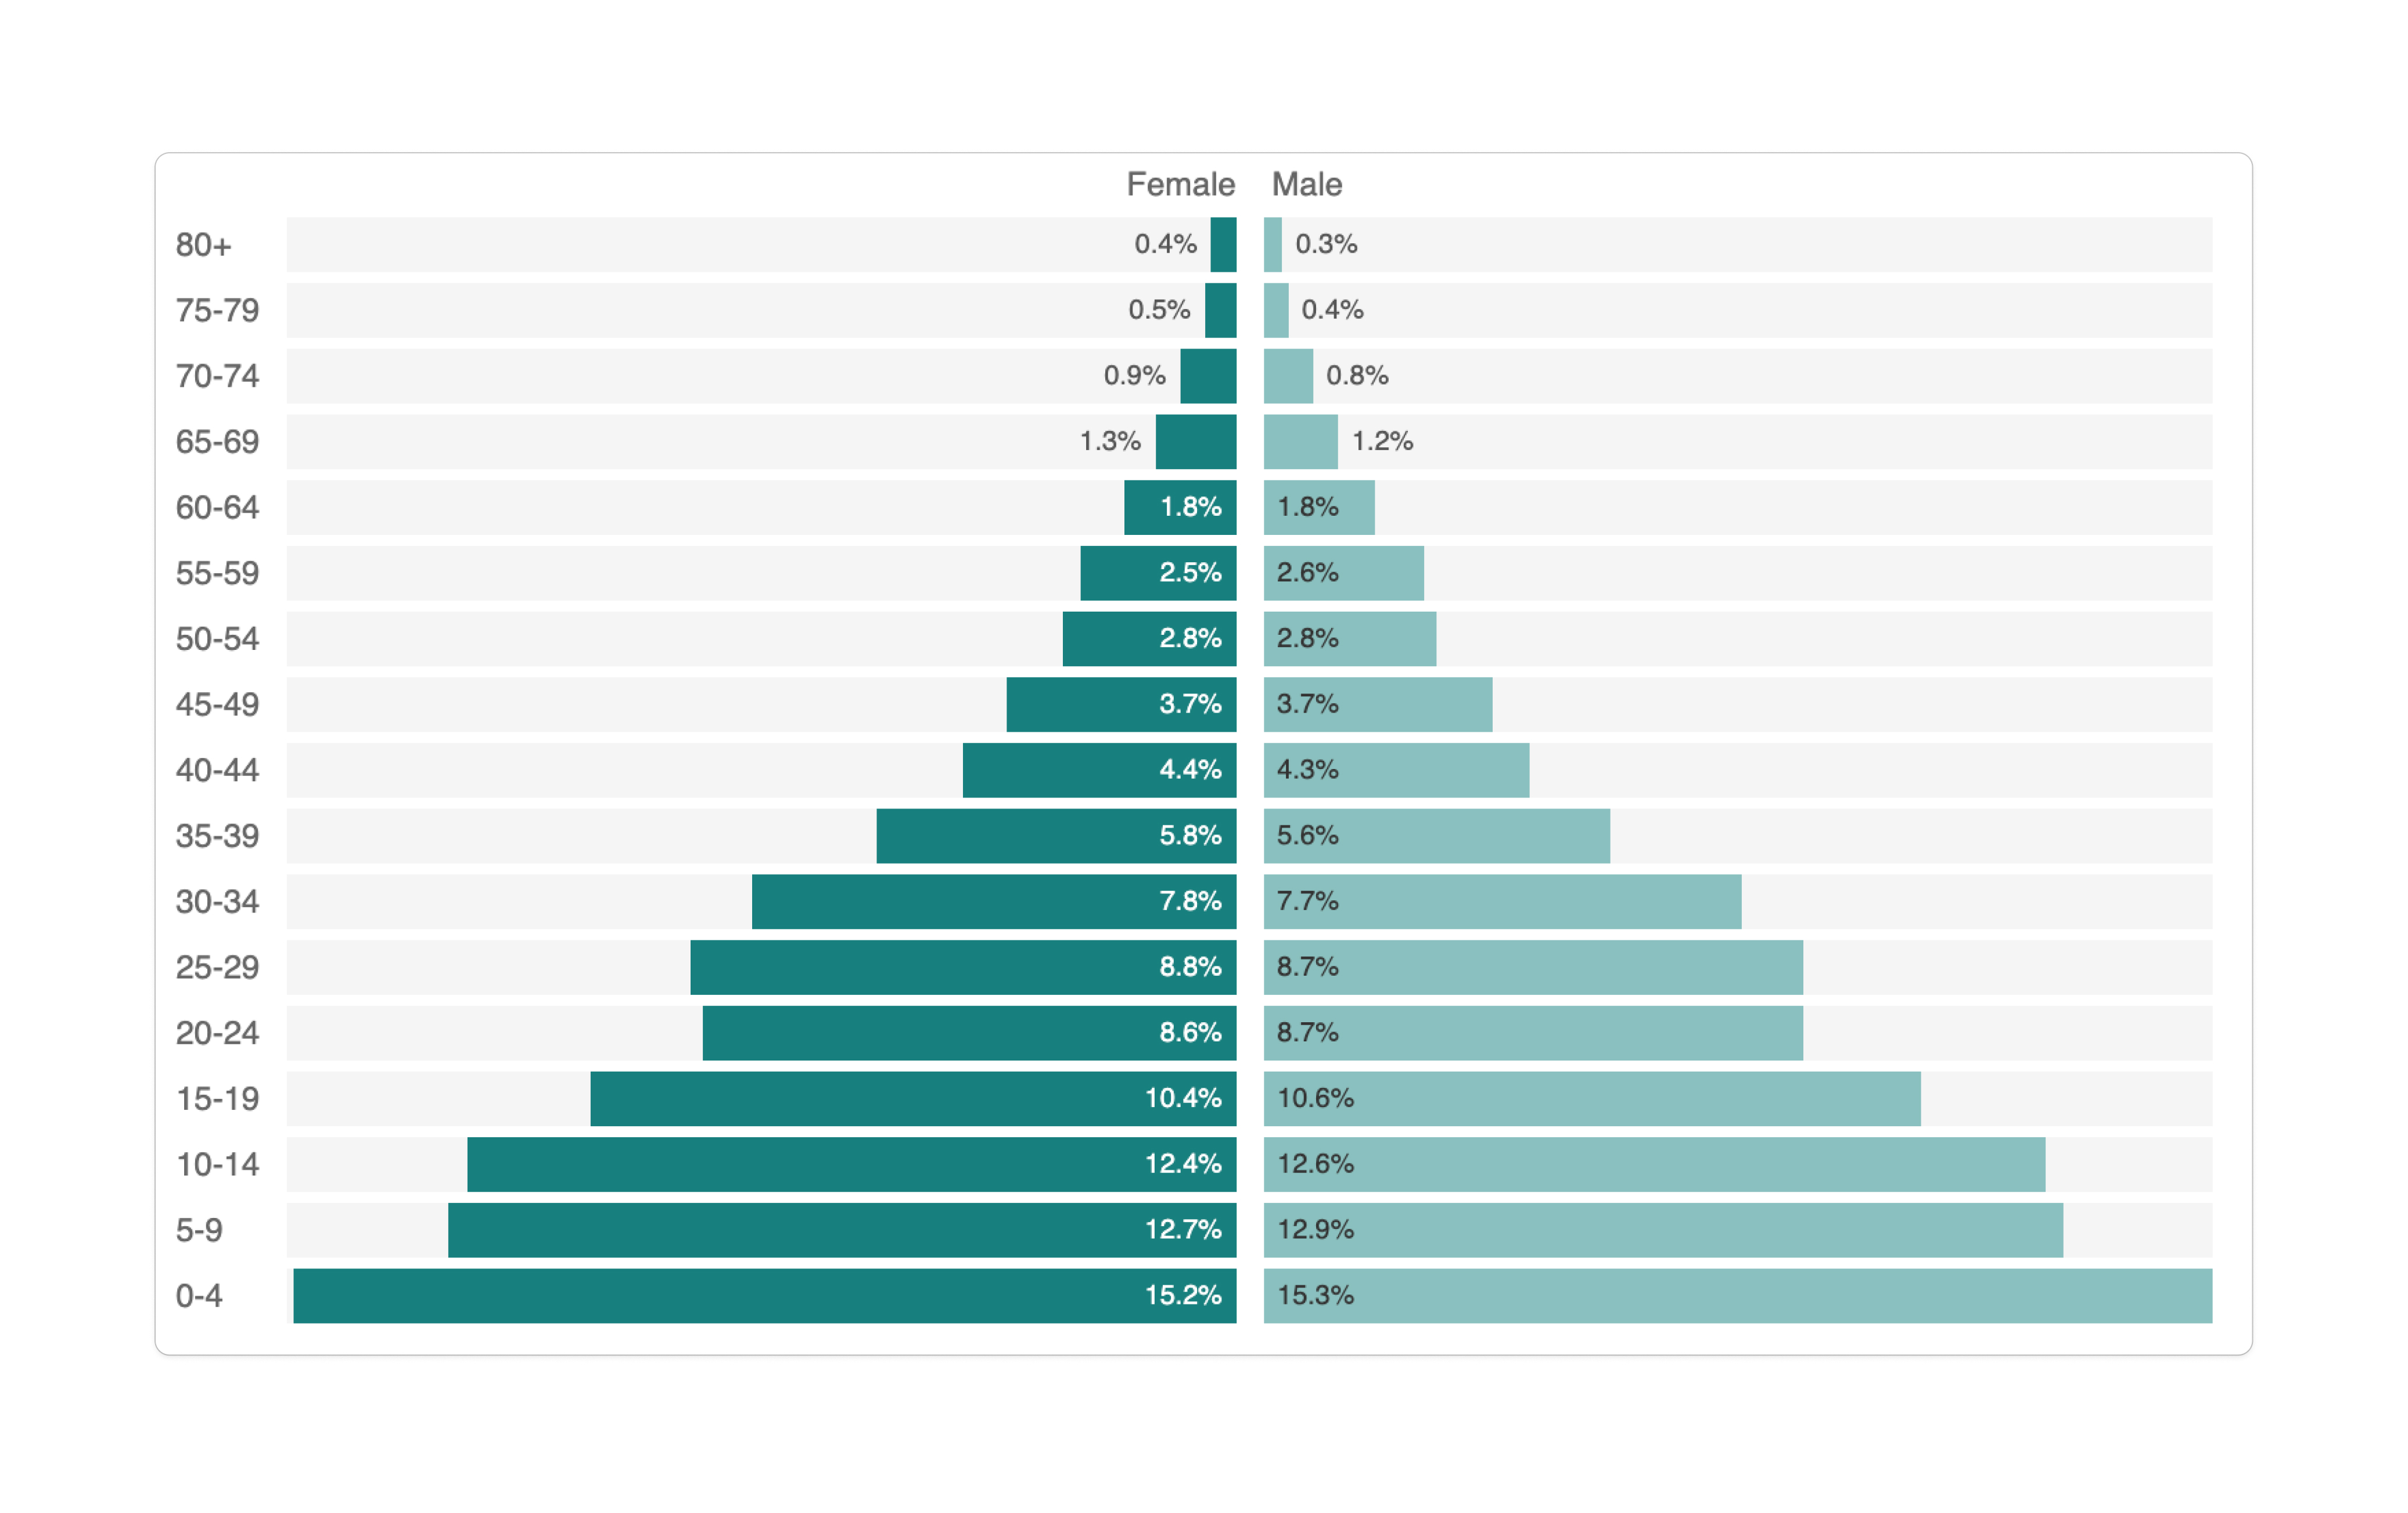 Female Male
80+ 0.4% 0.3%
75-79 0.5% 0.4%
70-74 0.9% 0.8%
65-69 1.3% 1.2%
60-64 1.8% 1.8%
55-59 2.5% 2.6%
50-54 2.8% 2.8%
45-49 3.7% 3.7%
40-44 4.4% 4.3%
35-39 5.8% 5.6%
30-34 7.8% 7.7%
25-29 8.8% 8.7%
20-24 8.6% 8.7%
15-19 10.4% 10.6%
10-14 12.4% 12.6%
5-9 12.7% 12.9%
0-4 15.2% 15.3%